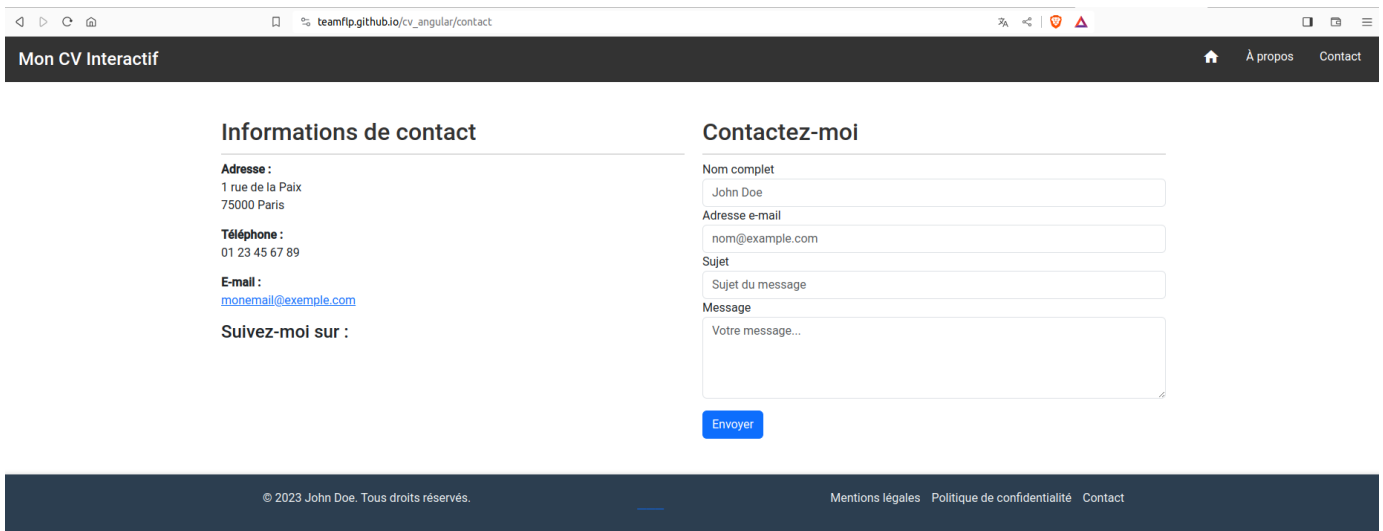 teamflp.github.io/cv_angular/contact
Mon CV Interactif
À propos
Contact
Informations de contact
Adresse :
1 rue de la Paix
75000 Paris
Téléphone :
01 23 45 67 89
E-mail :
monemail@exemple.com
Suivez-moi sur :
Contactez-moi
Nom complet
John Doe
Adresse e-mail
nom@example.com
Sujet
Sujet du message
Message
Votre message...
Envoyer
© 2023 John Doe. Tous droits réservés.
Mentions légales Politique de confidentialité Contact